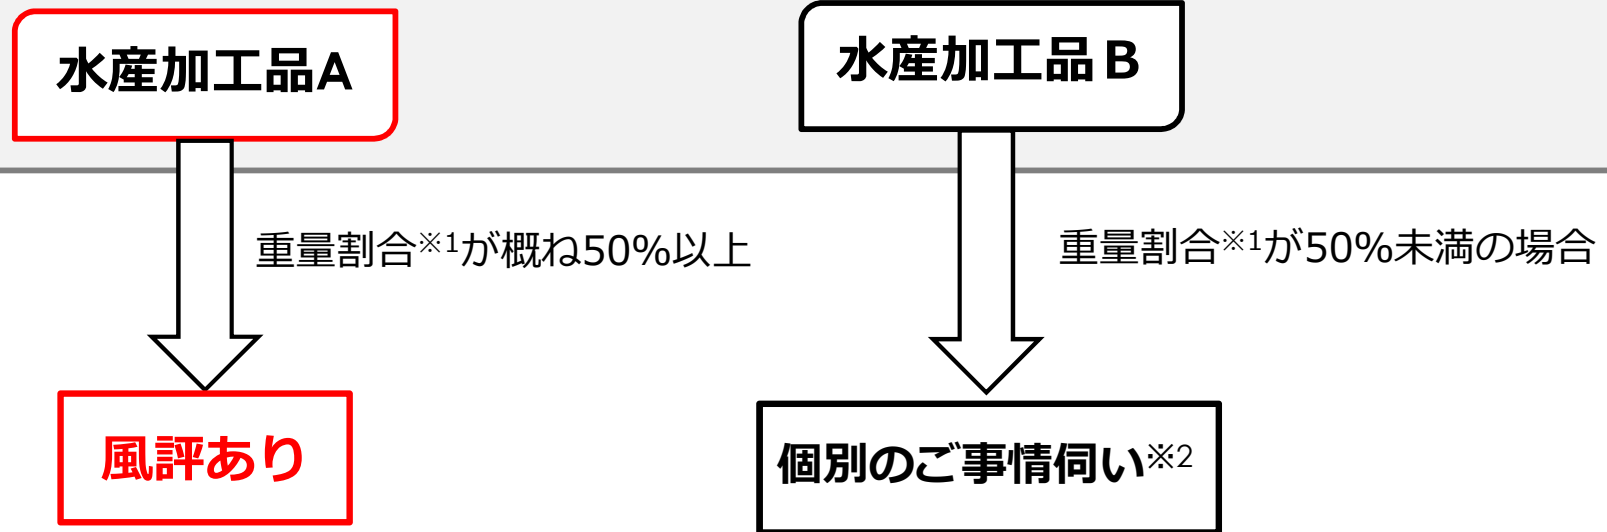 水産加工品A
水産加工品B
重量割合※1が概ね50%以上
重量割合※1が50%未満の場合
風評あり
個別のご事情伺い※2